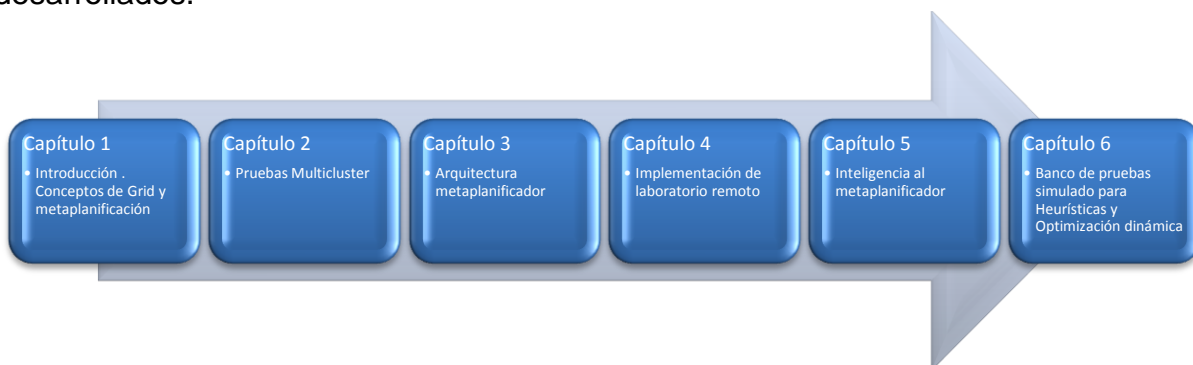 desarrollados.
Capítulo 1
• Introducción .
Conceptos de Grid y
metaplanificación
Capítulo 2
• Pruebas Multicluster
Capítulo 3
• Arquitectura
metaplanificador
Capítulo 4
• Implementación de
laboratorio remoto
Capítulo 5
• Inteligencia al
metaplanificador
Capítulo 6
• Banco de pruebas
simulado para
Heurísticas y
Optimización dinámica